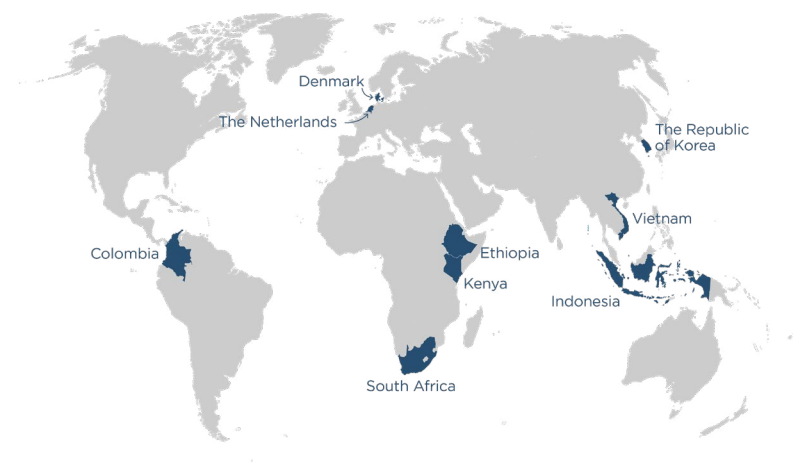 Denmark
The Netherlands
The Republic
of Korea
Vietnam
Colombia
Ethiopia
Kenya
Indonesia
South Africa